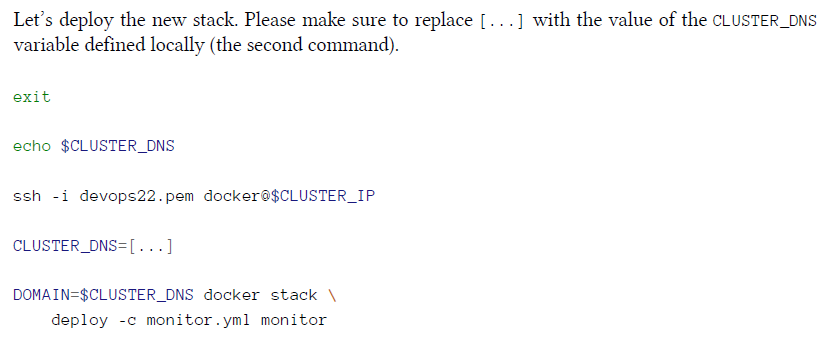 Let’s deploy the new stack. Please make sure to replace [...] with the value of the CLUSTER_DNS
variable defined locally (the second command).
exit
echo $CLUSTER_DNS
ssh -i devops22.pem docker@$CLUSTER_IP
CLUSTER_DNS=[...]
DOMAIN=$CLUSTER_DNS docker stack \
    deploy -c monitor.yml monitor